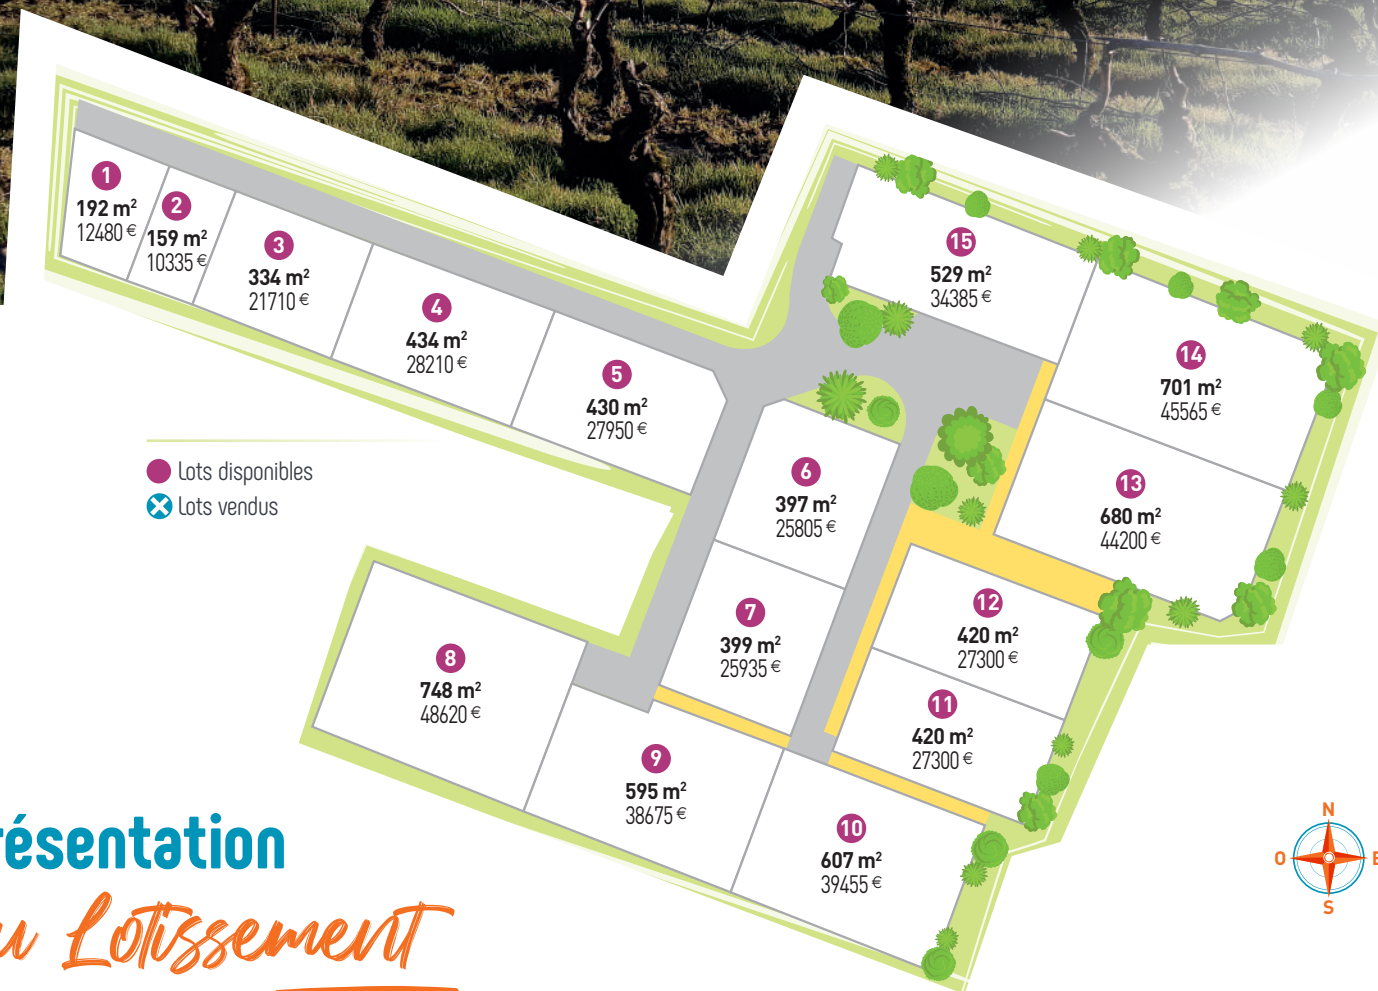 1
192 m²
12480 €
2
159 m²
10335 €
3
334 m²
21710 €
4
434 m²
28210 €
5
430 m²
27950 €
15
529 m²
34385 €
14
701 m²
45565 €
13
680 m²
44200 €
6
397 m²
25805 €
7
399 m²
25935 €
12
420 m²
27300 €
11
420 m²
27300 €
8
748 m²
48620 €
9
595 m²
38675 €
10
607 m²
39455 €
Lots disponibles
Lots vendus
résentation
u Lotissement
N
O E
S